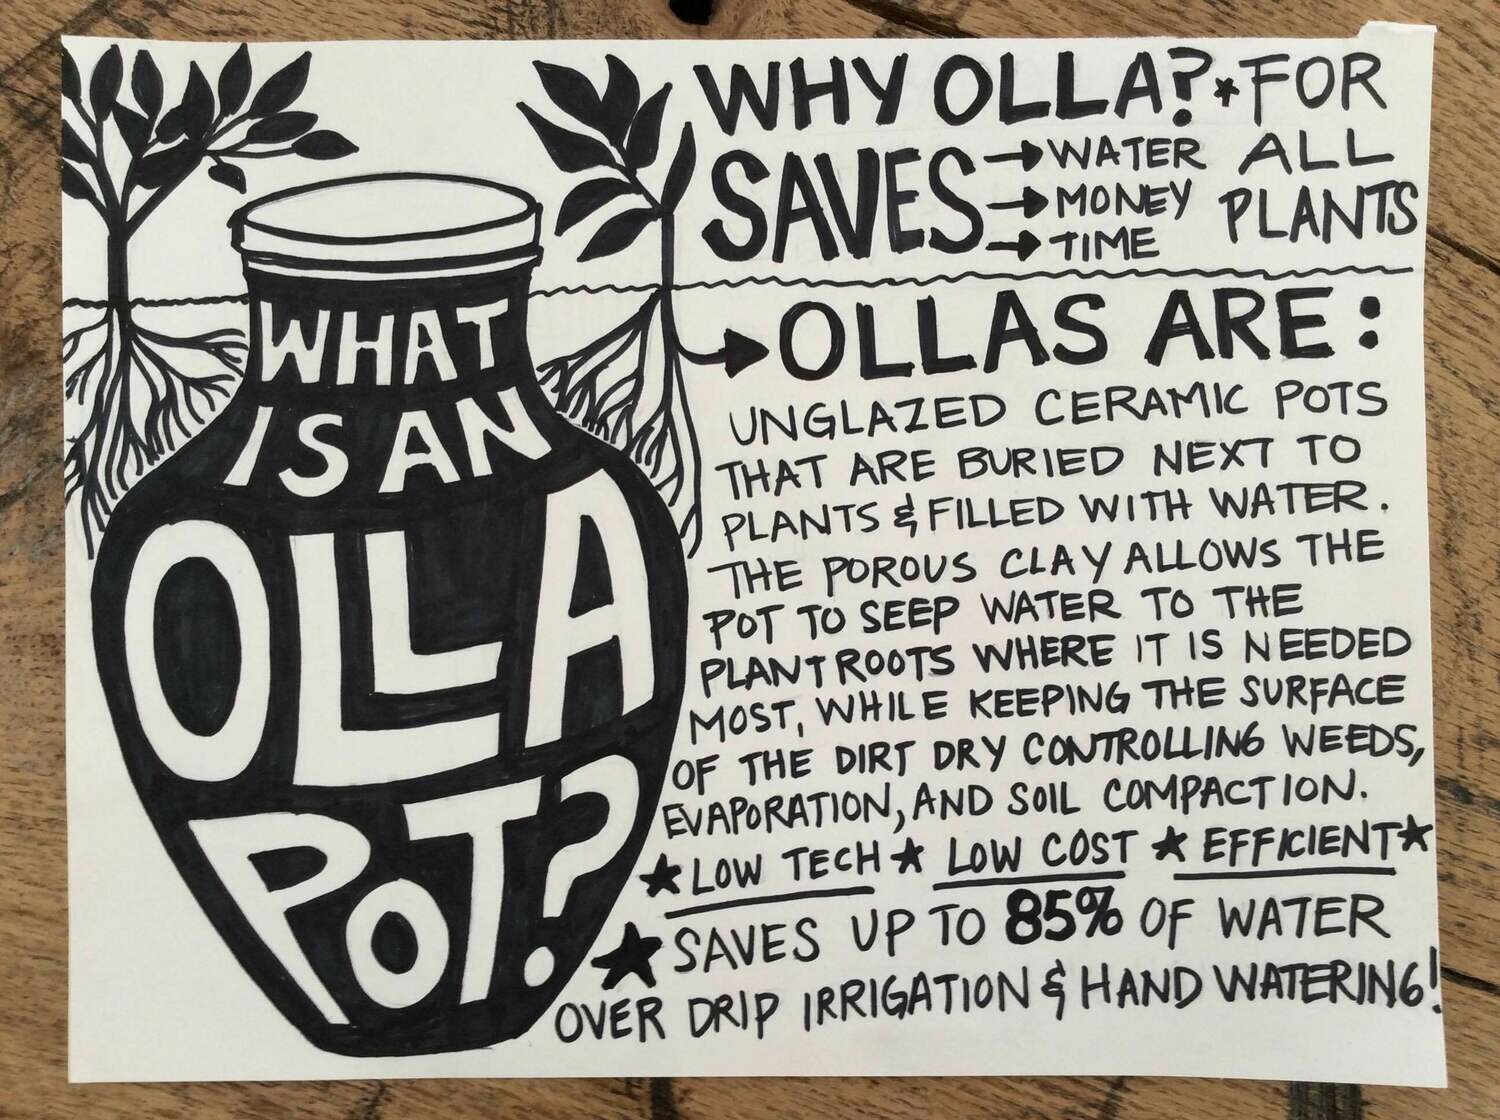 WHAT
IS AN
OLLA
POT?
WHY OLLA?
SAVES
→ WATER
→ MONEY
→ TIME
* FOR
ALL
PLANTS
→ OLLAS ARE:
UNGLAZED CERAMIC POTS
THAT ARE BURIED NEXT TO
PLANTS & FILLED WITH WATER.
THE POROUS CLAY ALLOWS THE
POT TO SEEP WATER TO THE
PLANT ROOTS WHERE IT IS NEEDED
MOST, WHILE KEEPING THE SURFACE
OF THE DIRT DRY CONTROLLING WEEDS,
EVAPORATION, AND SOIL COMPACTION.
★ LOW TECH ★ LOW COST ★ EFFICIENT ★
★ SAVES UP TO 85% OF WATER
OVER DRIP IRRIGATION & HAND WATERING!